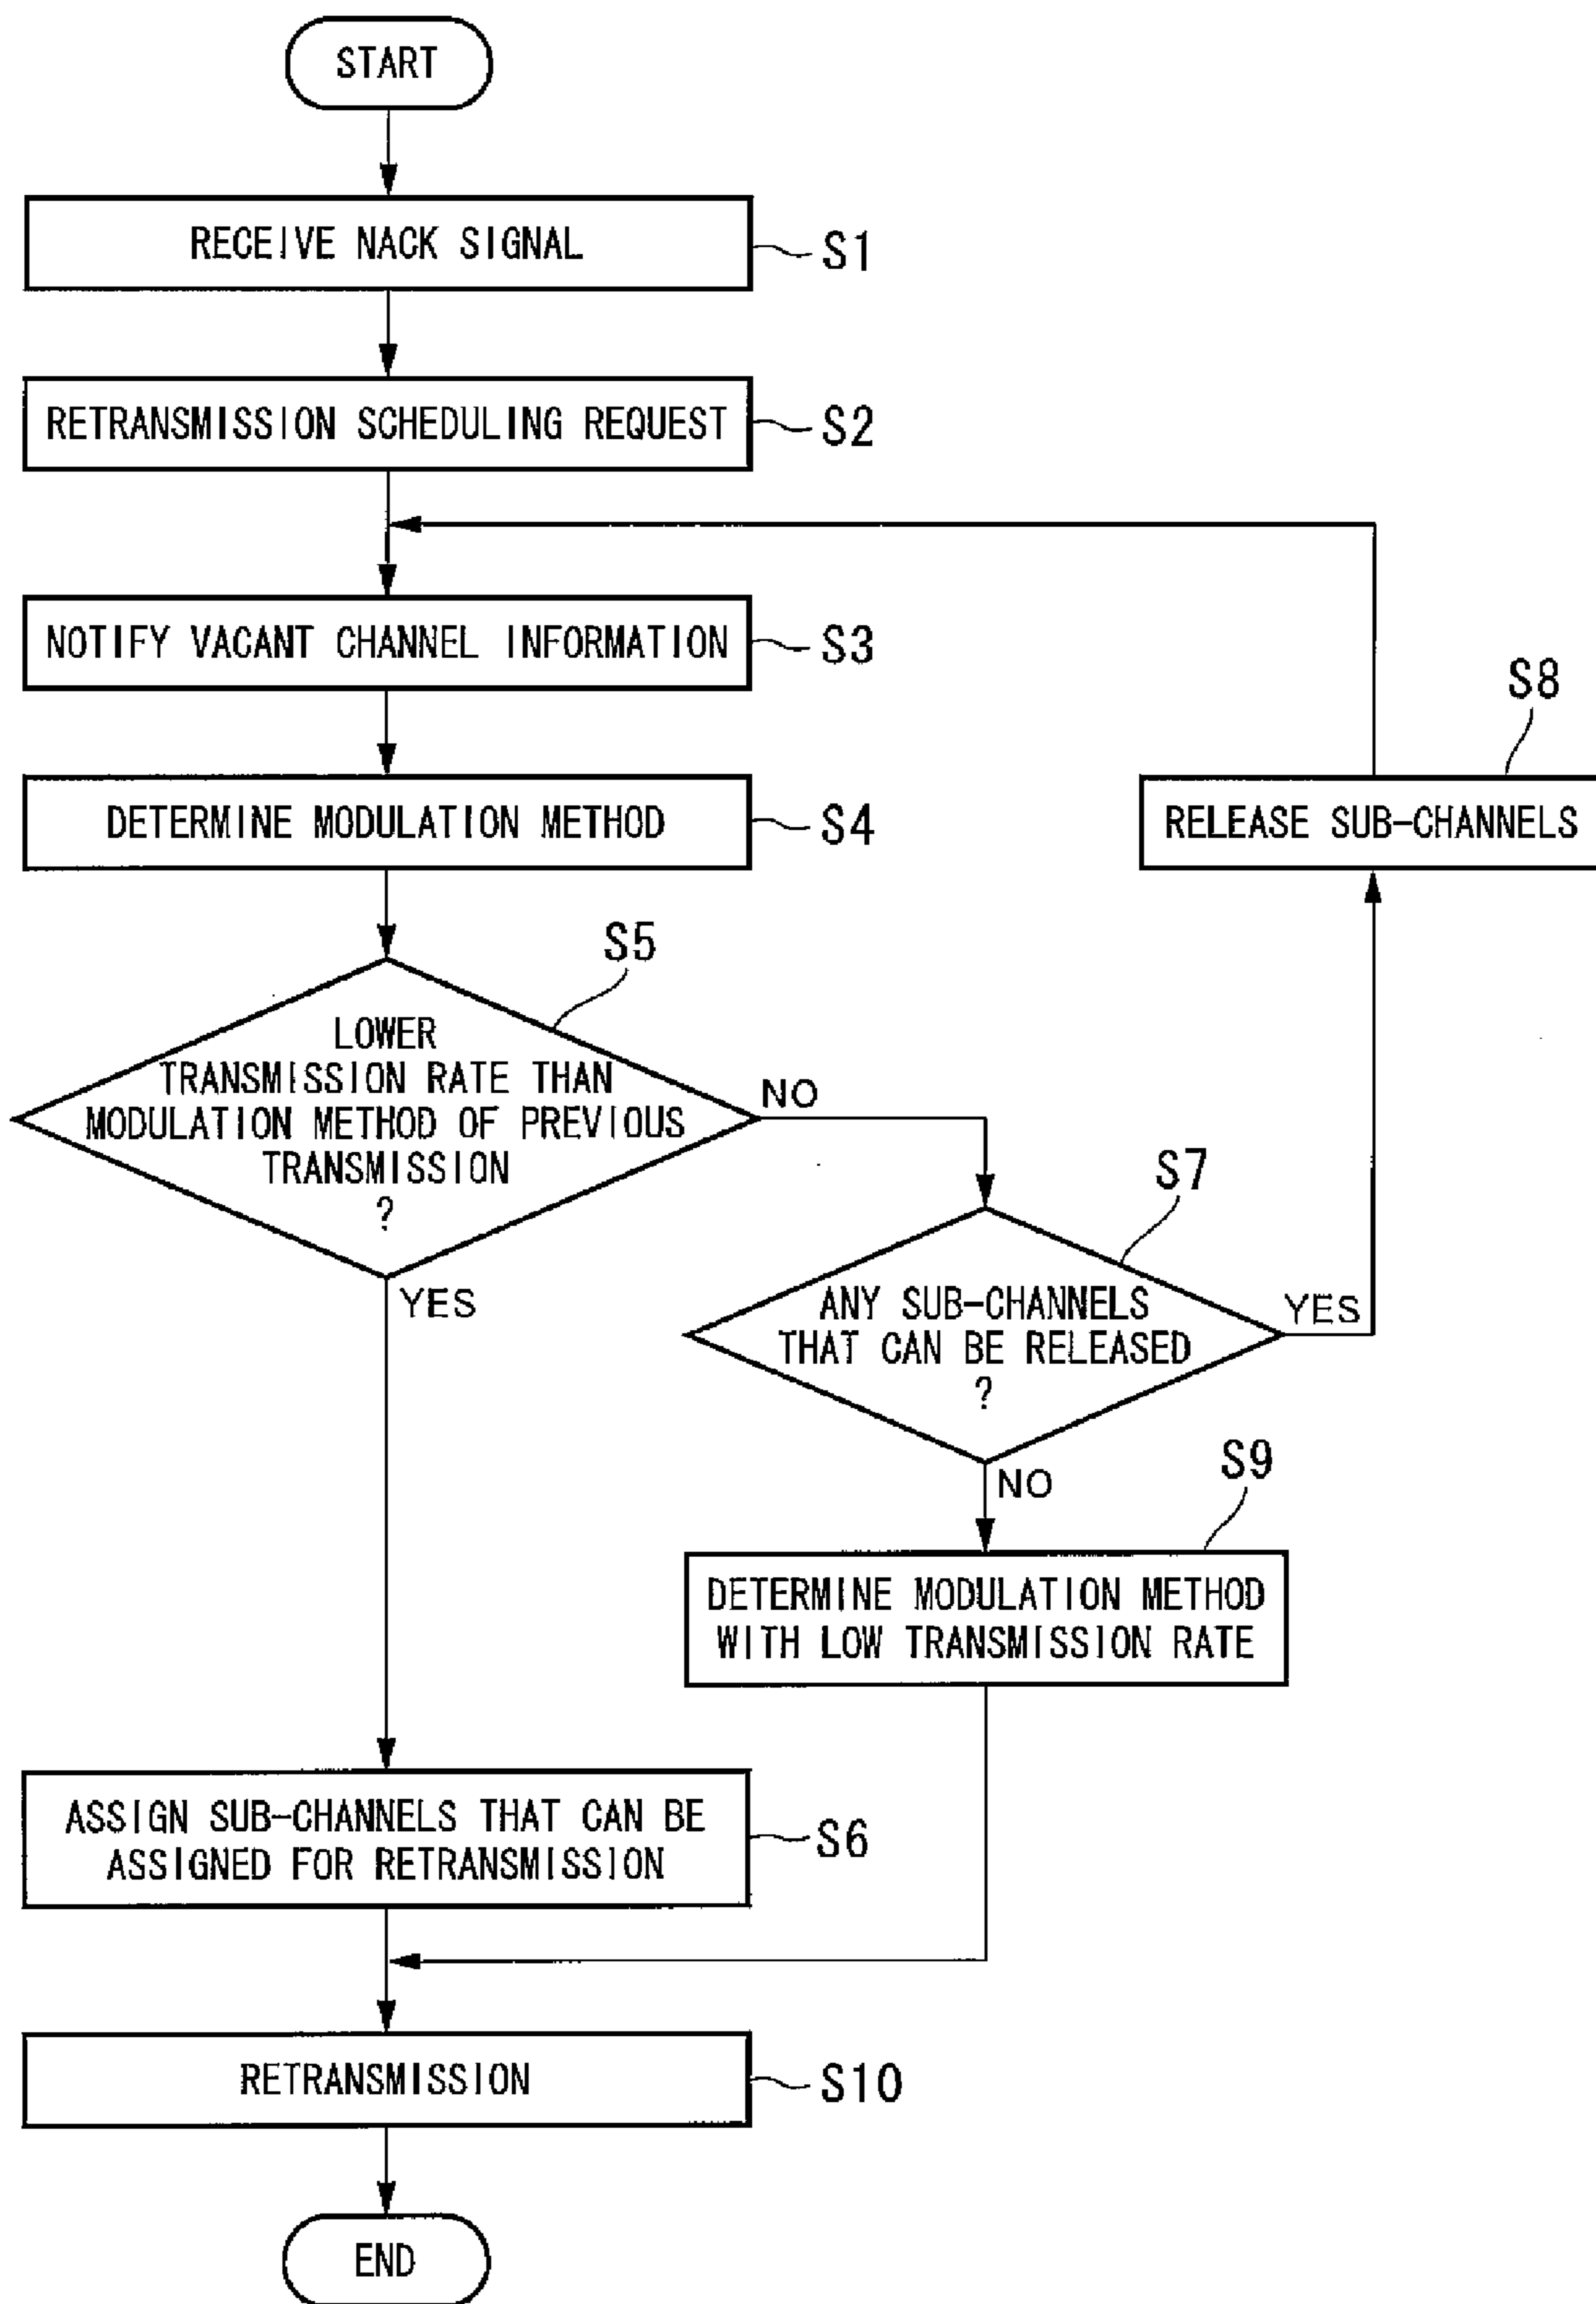 START
RECEIVE NACK SIGNAL
S1
RETRANSMISSION SCHEDULING REQUEST
S2
NOTIFY VACANT CHANNEL INFORMATION
S3
S8
DETERMINE MODULATION METHOD
S4
RELEASE SUB-CHANNELS
S5
LOWER
TRANSMISSION RATE THAN
MODULATION METHOD OF PREVIOUS
TRANSMISSION
?
NO
YES
S7
ANY SUB-CHANNELS
THAT CAN BE RELEASED
?
YES
NO
S9
DETERMINE MODULATION METHOD
WITH LOW TRANSMISSION RATE
ASSIGN SUB-CHANNELS THAT CAN BE
ASSIGNED FOR RETRANSMISSION
S6
RETRANSMISSION
S10
END